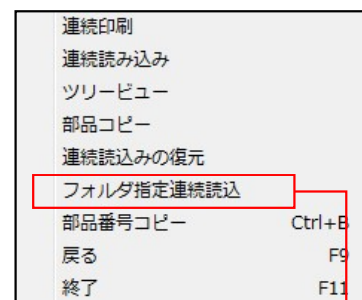 連続印刷
連続読み込み
ツリービュー
部品コピー
連続読込みの復元
フォルダ指定連続読込
部品番号コピー Ctrl+B
戻る F9
終了 F11